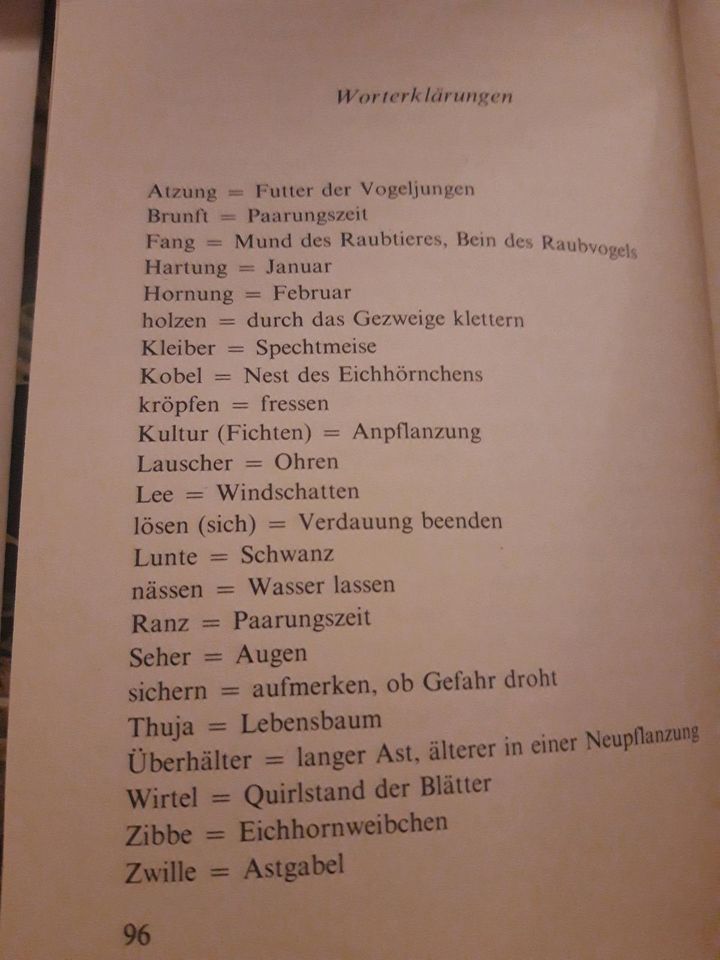 Worterklärungen
Atzung = Futter der Vogeljungen
Brunft = Paarungszeit
Fang = Mund des Raubtieres, Bein des Raubvogels
Hartung = Januar
Hornung = Februar
holzen = durch das Gezweige klettern
Kleiber = Spechtmeise
Kobel = Nest des Eichhörnchens
kröpfen = fressen
Kultur (Fichten) = Anpflanzung
Lauscher = Ohren
Lee = Windschatten
lösen (sich) = Verdauung beenden
Lunte = Schwanz
nässen = Wasser lassen
Ranz = Paarungszeit
Seher = Augen
sichern = aufmerken, ob Gefahr droht
Thuja = Lebensbaum
Überhälter = langer Ast, älterer in einer Neupflanzung
Wirtel = Quirlstand der Blätter
Zibbe = Eichhornweibchen
Zwille = Astgabel
96